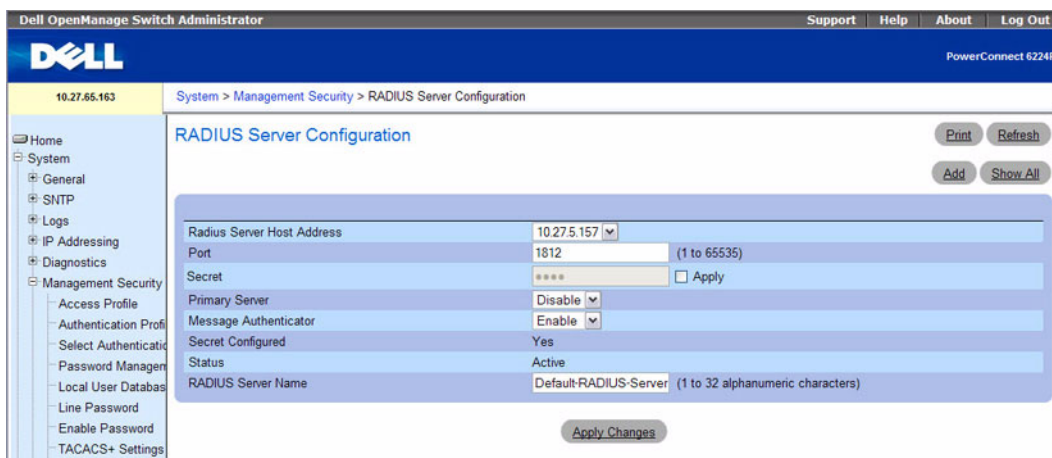 Dell OpenManage Switch Administrator
Support Help About Log Out
DELL
PowerConnect 6224
10.27.65.163
System > Management Security > RADIUS Server Configuration
Home
System
General
SNTP
Logs
IP Addressing
Diagnostics
Management Security
Access Profile
Authentication Profi
Select Authenticatio
Password Managem
Local User Databas
Line Password
Enable Password
TACACS+ Settings
RADIUS Server Configuration
Print Refresh
Add Show All
Radius Server Host Address 10.27.5.157
Port 1812 (1 to 65535)
Secret •••• Apply
Primary Server Disable
Message Authenticator Enable
Secret Configured Yes
Status Active
RADIUS Server Name Default-RADIUS-Server (1 to 32 alphanumeric characters)
Apply Changes